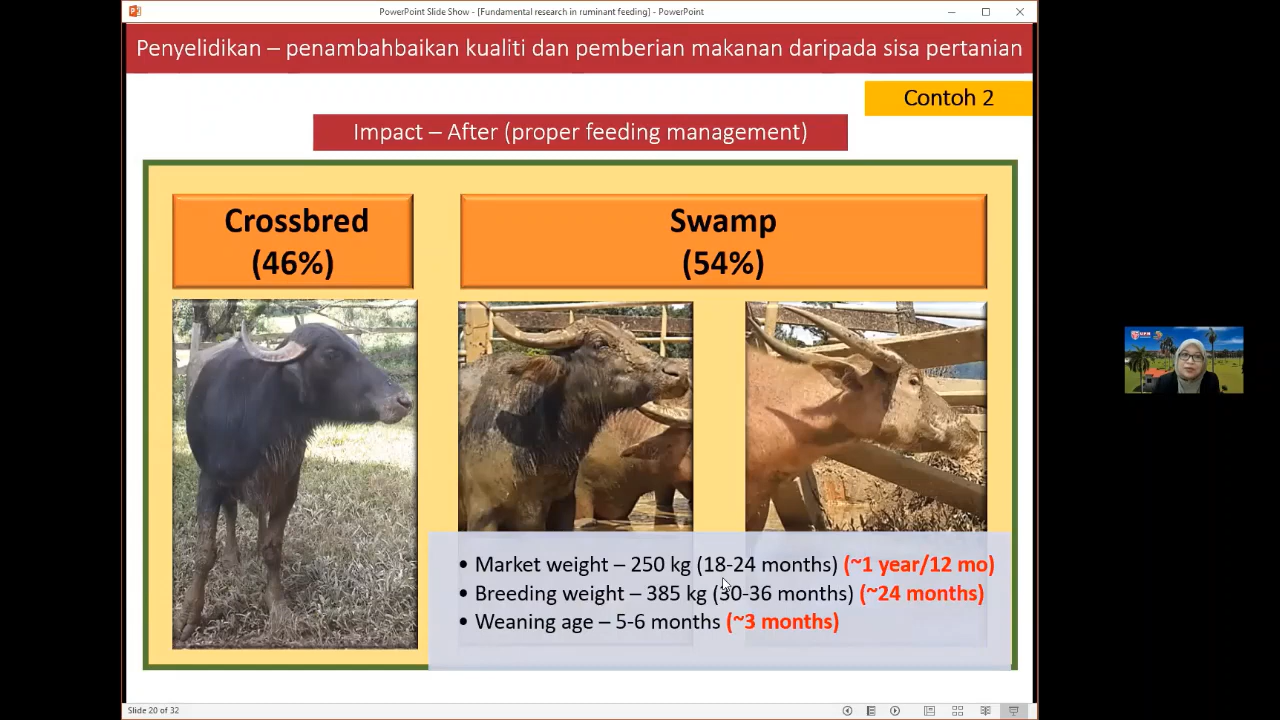 PowerPoint Slide Show - [Fundamental research in ruminant feeding] - PowerPoint
Penyelidikan – penambahbaikan kualiti dan pemberian makanan daripada sisa pertanian
Contoh 2
Impact – After (proper feeding management)
Crossbred
(46%)
Swamp
(54%)
• Market weight – 250 kg (18-24 months) (~1 year/12 mo)
• Breeding weight – 385 kg (30-36 months) (~24 months)
• Weaning age – 5-6 months (~3 months)
Slide 20 of 32